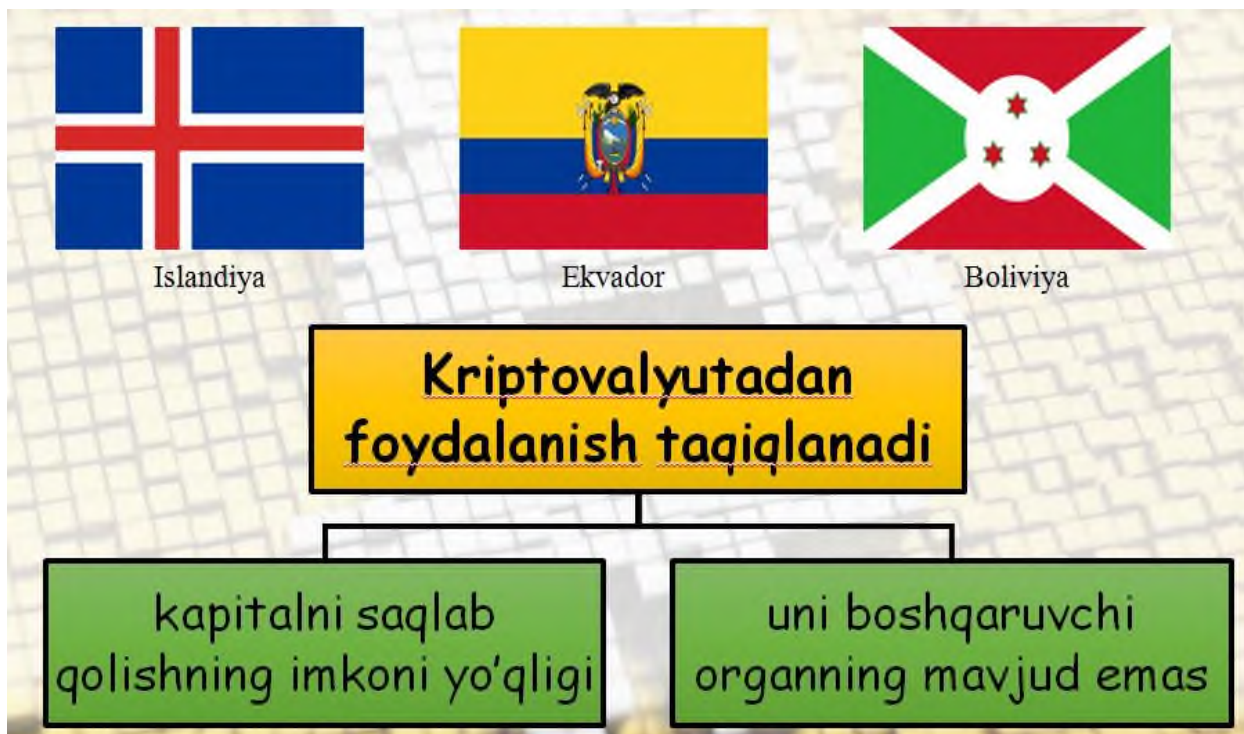 Islandiya
Ekvador
Boliviya
Kriptovalyutadan
foydalanish taqiqlanadi
kapitalni saqlab
qolishning imkoni yo’qligi
uni boshqaruvchi
organning mavjud emas